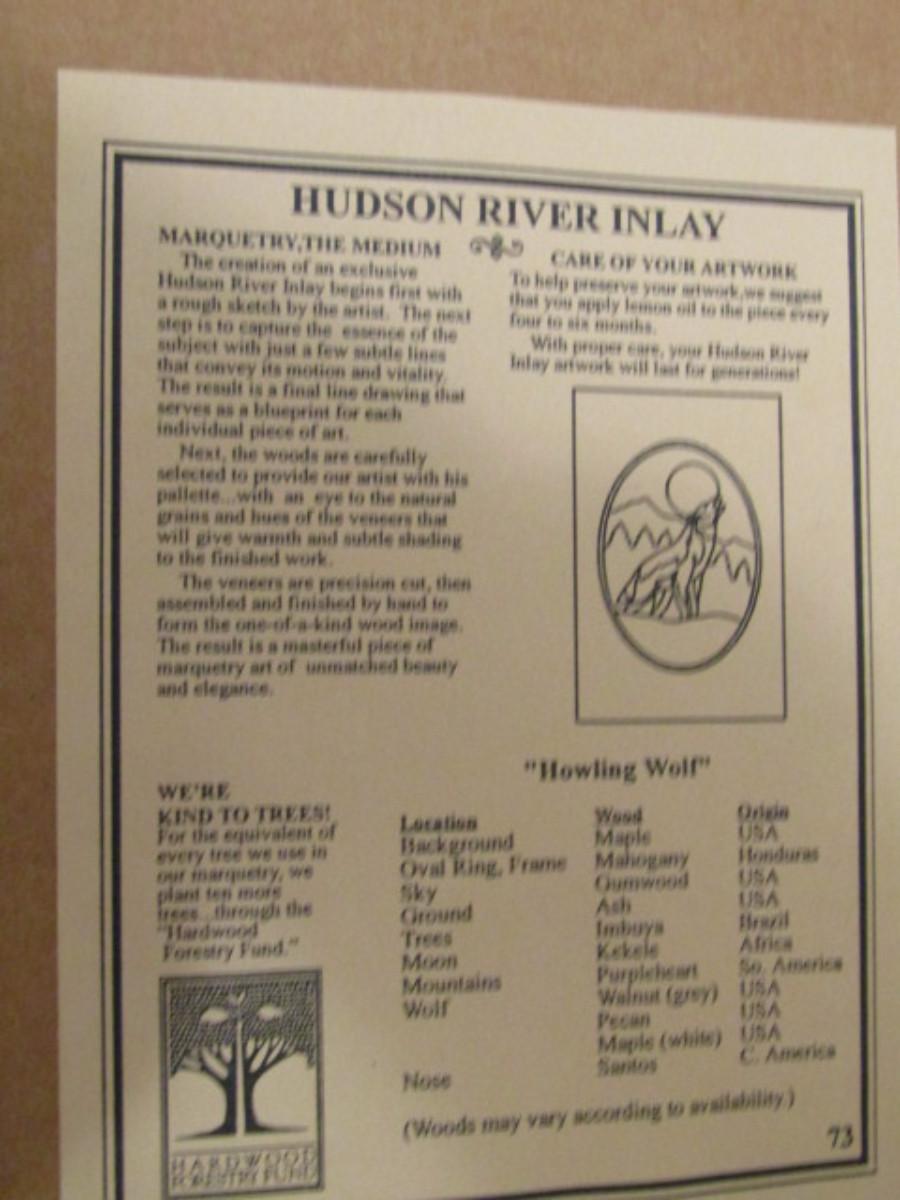 HUDSON RIVER INLAY
MARQUETRY,THE MEDIUM
The creation of an exclusive
Hudson River Inlay begins first with
a rough sketch by the artist. The next
step is to capture the essence of the
subject with just a few subtle lines
that convey its motion and vitality.
The result is a final line drawing that
serves as a blueprint for each
individual piece of art.
Next, the woods are carefully
selected to provide our artist with his
pallette...with an eye to the natural
grains and hues of the veneers that
will give warmth and subtle shading
to the finished work.
The veneers are precision cut, then
assembled and finished by hand to
form the one-of-a-kind wood image.
The result is a masterful piece of
marquetry art of unmatched beauty
and elegance.
CARE OF YOUR ARTWORK
To help preserve your artwork,we suggest
that you apply lemon oil to the piece every
four to six months.
With proper care, your Hudson River
Inlay artwork will last for generations!
"Howling Wolf"
WE'RE
KIND TO TREES!
For the equivalent of
every tree we use in
our marquetry, we
plant ten more
trees...through the
"Hardwood
Forestry Fund."
HARDWOOD
FORESTRY FUND
Location Wood Origin
Background Maple USA
Oval Ring, Frame Mahogany Honduras
Sky Gumwood USA
Ground Ash USA
Trees Imbuya Brazil
Moon Kekele Africa
Mountains Purpleheart So. America
Wolf Walnut (grey) USA
Pecan USA
Maple (white) USA
Nose Santos C. America
(Woods may vary according to availability.)
73